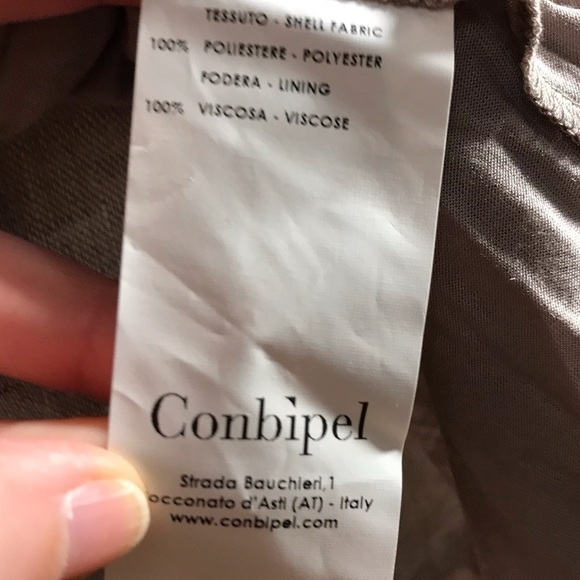 TESSUTO - SHELL FABRIC
100% POLIESTERE - POLYESTER
FODERA - LINING
100% VISCOSA - VISCOSE
Conbipel
Strada Bauchieri,1
occonato d'Asti (AT) - Italy
www.conbipel.com